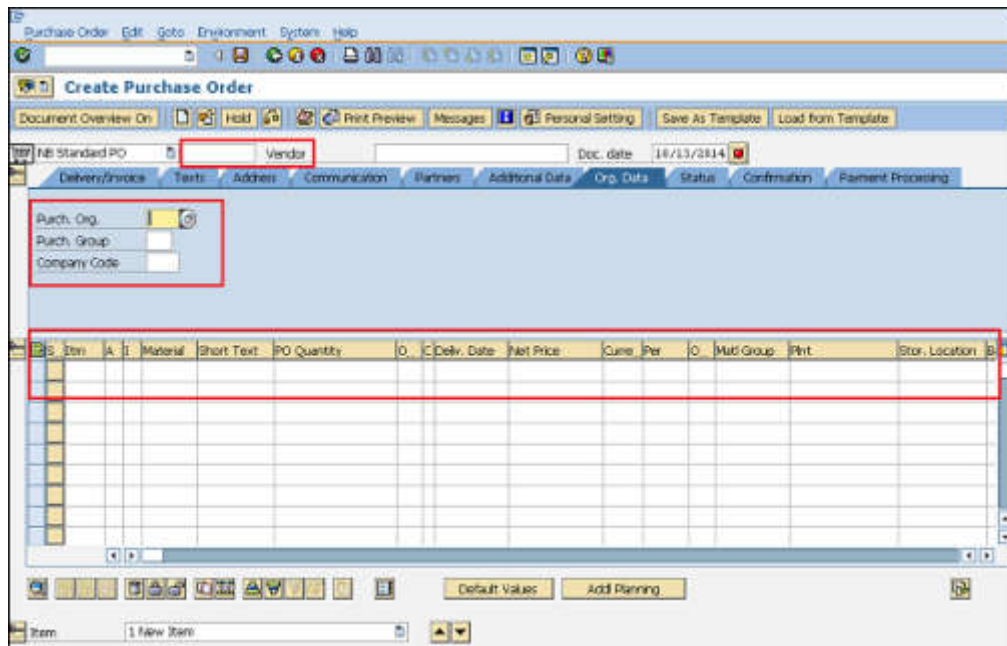 Purchase Order Edit Goto Environment System Help
Create Purchase Order
Document Overview On Hold Print Preview Messages Personal Setting Save As Template Load from Template
NB Standard PO Vendor Doc. date 10/13/2014
Delivery/Invoice Texts Address Communication Partners Additional Data Org. Data Status Confirmation Payment Processing
Purch. Org.
Purch. Group
Company Code
S Itm A I Material Short Text PO Quantity O C Deliv. Date Net Price Curre Per O Matl Group Plnt Stor. Location B
Default Values Addl Planning
Item 1 New Item